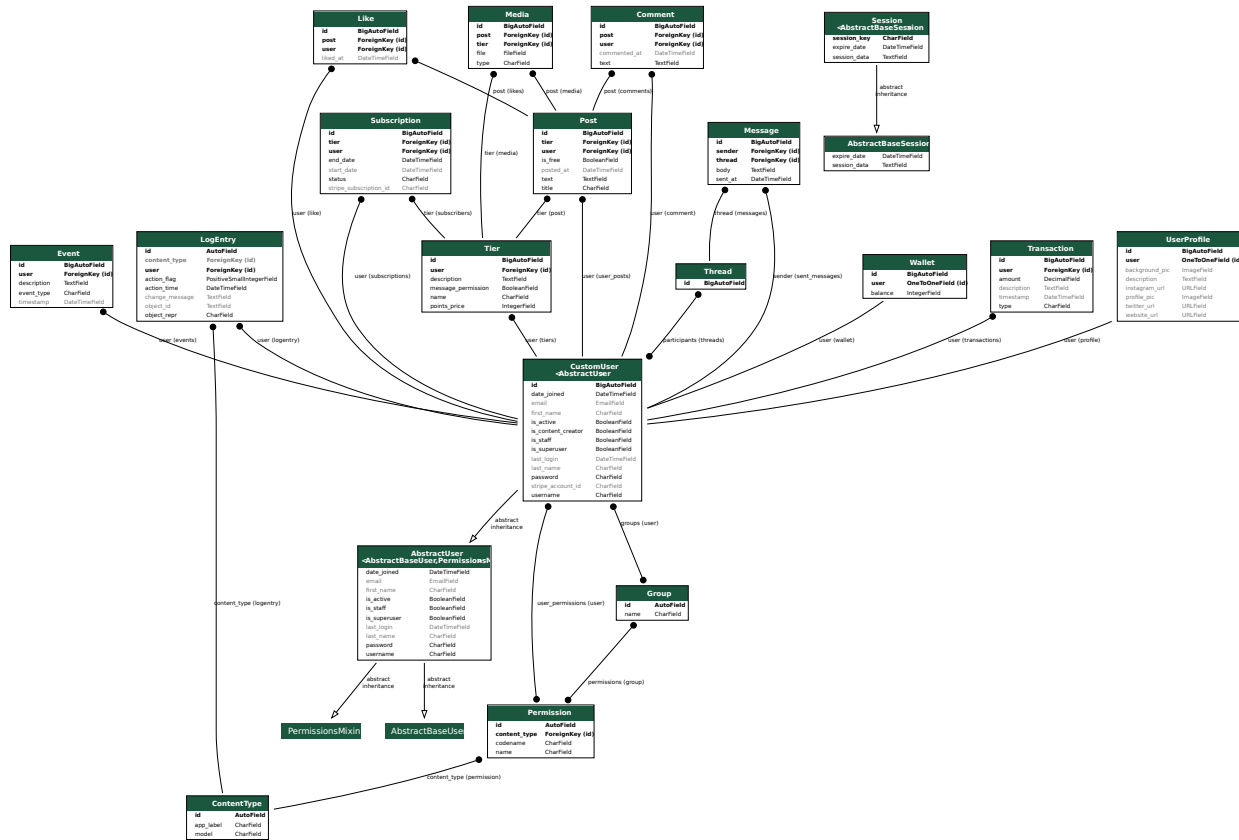 Like
id BigAutoField
post ForeignKey (id)
user ForeignKey (id)
liked_at DateTimeField
Media
id BigAutoField
post ForeignKey (id)
tier ForeignKey (id)
file FileField
type CharField
Comment
id BigAutoField
post ForeignKey (id)
user ForeignKey (id)
commented_at DateTimeField
text TextField
Session
<AbstractBaseSession>
session_key CharField
expire_date DateTimeField
session_data TextField
post (likes)
post (media)
post (comments)
abstract
inheritance
Subscription
id BigAutoField
tier ForeignKey (id)
user ForeignKey (id)
end_date DateTimeField
start_date DateTimeField
status CharField
stripe_subscription_id CharField
Post
id BigAutoField
tier ForeignKey (id)
user ForeignKey (id)
is_free BooleanField
posted_at DateTimeField
text TextField
title CharField
Message
id BigAutoField
sender ForeignKey (id)
thread ForeignKey (id)
body TextField
sent_at DateTimeField
AbstractBaseSession
expire_date DateTimeField
session_data TextField
tier (media)
user (like)
tier (subscribers)
tier (post)
user (comment)
thread (messages)
Event
id BigAutoField
user ForeignKey (id)
description TextField
event_type CharField
timestamp DateTimeField
LogEntry
id AutoField
content_type ForeignKey (id)
user ForeignKey (id)
action_flag PositiveSmallIntegerField
action_time DateTimeField
change_message TextField
object_id TextField
object_repr CharField
user (subscriptions)
Tier
id BigAutoField
user ForeignKey (id)
description TextField
message_permission BooleanField
name CharField
points_price IntegerField
user (user_posts)
Thread
id BigAutoField
sender (sent_messages)
Wallet
id BigAutoField
user OneToOneField (id)
balance IntegerField
Transaction
id BigAutoField
user ForeignKey (id)
amount DecimalField
description TextField
timestamp DateTimeField
type CharField
UserProfile
id BigAutoField
user OneToOneField (id)
background_pic ImageField
description TextField
instagram_url URLField
profile_pic ImageField
twitter_url URLField
website_url URLField
user (events)
user (logentry)
user (tiers)
participants (threads)
user (wallet)
user (transactions)
user (profile)
CustomUser
<AbstractUser>
id BigAutoField
date_joined DateTimeField
email EmailField
first_name CharField
is_active BooleanField
is_content_creator BooleanField
is_staff BooleanField
is_superuser BooleanField
last_login DateTimeField
last_name CharField
password CharField
stripe_account_id CharField
username CharField
abstract
inheritance
groups (user)
AbstractUser
<AbstractBaseUser,PermissionsM
date_joined DateTimeField
email EmailField
first_name CharField
is_active BooleanField
is_staff BooleanField
is_superuser BooleanField
last_login DateTimeField
last_name CharField
password CharField
username CharField
content_type (logentry)
user_permissions (user)
Group
id AutoField
name CharField
abstract
inheritance
abstract
inheritance
permissions (group)
PermissionsMixin
AbstractBaseUser
Permission
id AutoField
content_type ForeignKey (id)
codename CharField
name CharField
content_type (permission)
ContentType
id AutoField
app_label CharField
model CharField